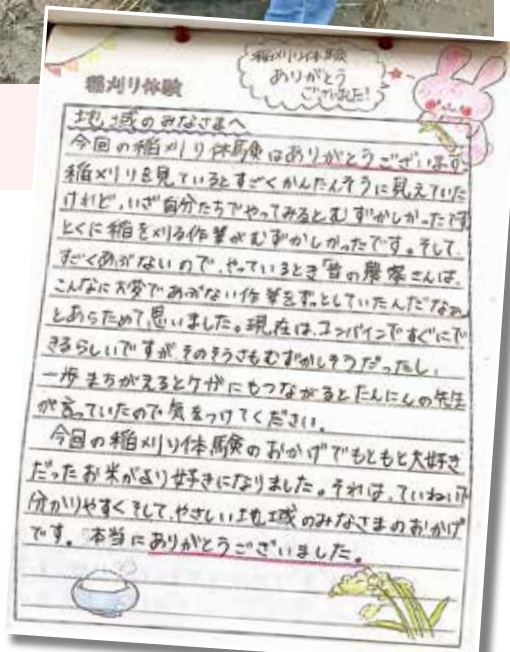 稲刈り体験
稲刈り体験
ありがとう
ございました!
地域のみなさまへ
今回の稲刈り体験はありがとうございます。
稲メリリを見ているとすごくかんたんそうに見えていた
けれど、いざ自分たちでやってみるとむずかしかったです
とくに稲を刈る作業がむずかしかったです。そして、
すごくあぶないので、やっているとき「昔の農家さんは、
こんなに大変であぶない作業をずっとしていたんだなぁ」
とあらためて思いました。現在は、コンバインですぐにで
きるらしいですが、そのそうさもむずかしそうだったし、
一歩まちがえるとケガにもつながるとたんにんの先生
が言っていたので気をつけてください。
今回の稲刈り体験のおかげでもともと大好き
だったお米がより好きになりました。それは、ていねいで
分かりやすくそして、やさしい地域のみなさまのおかげ
です。本当にありがとうございました。